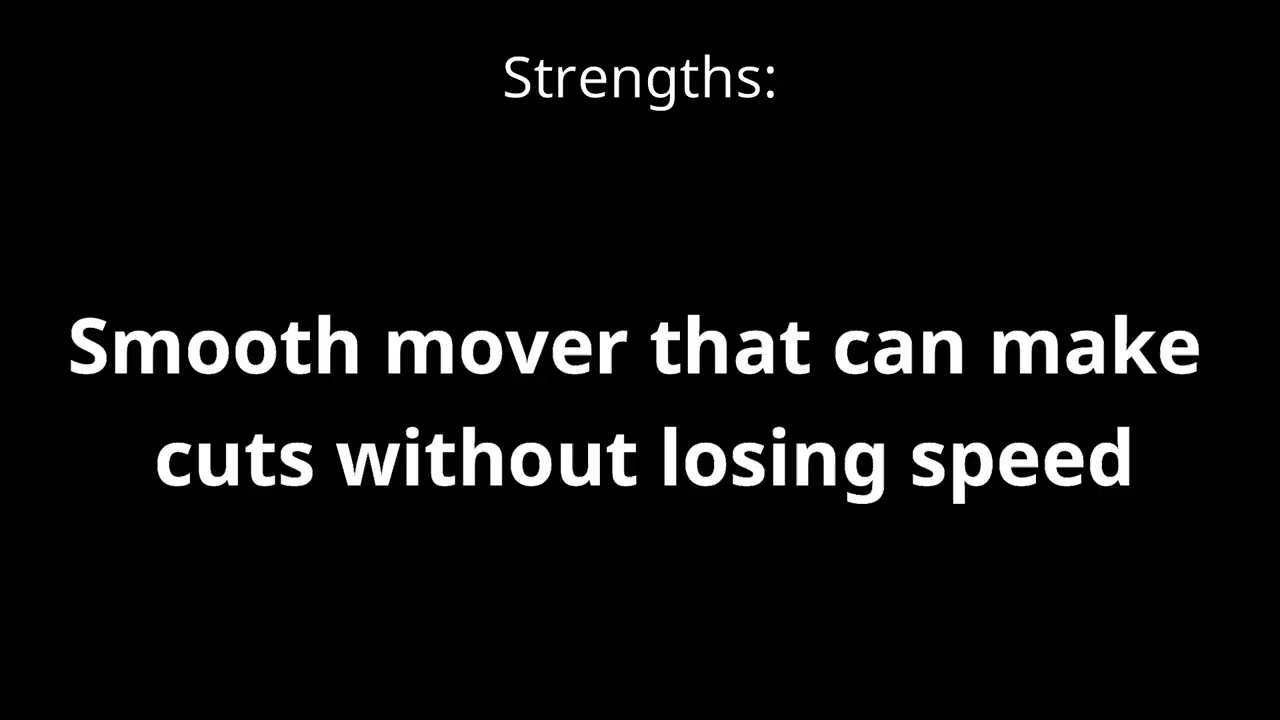 Strengths:
Smooth mover that can make
cuts without losing speed